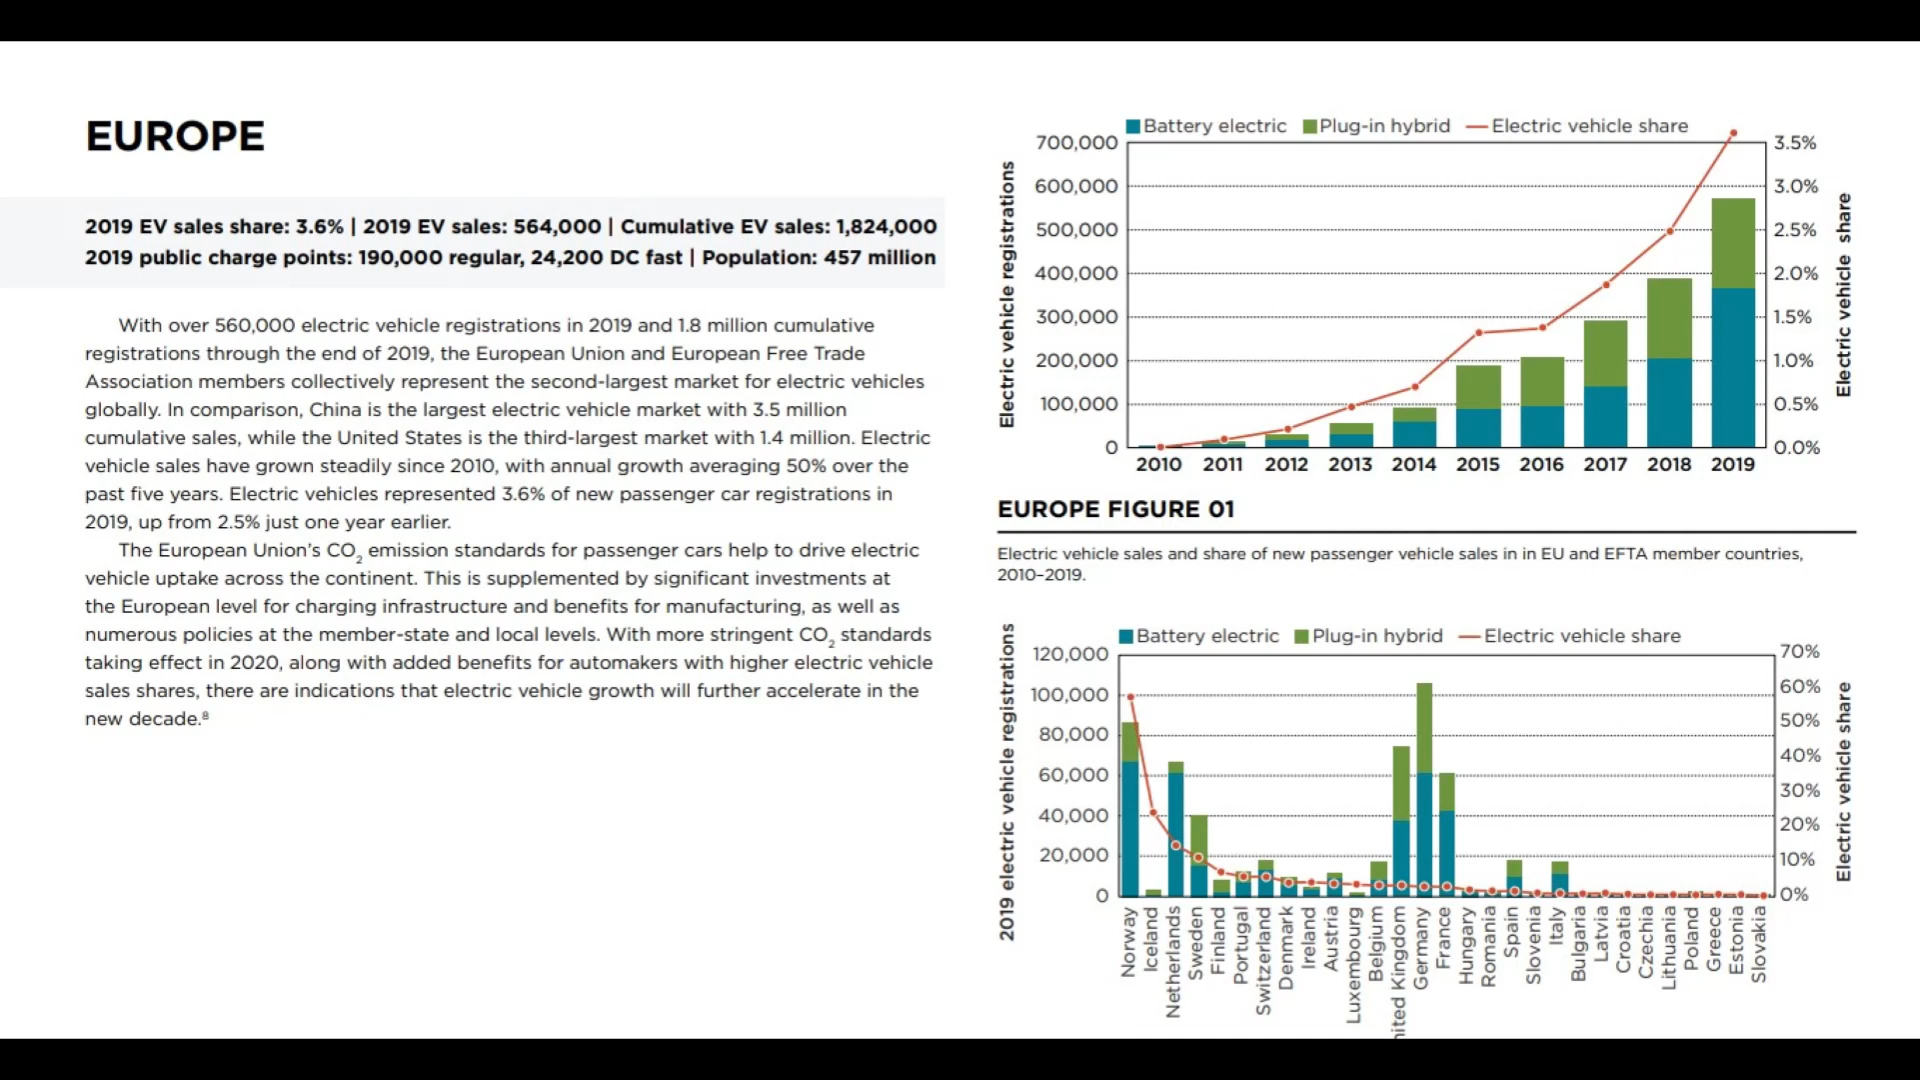 EUROPE
2019 EV sales share: 3.6% | 2019 EV sales: 564,000 | Cumulative EV sales: 1,824,000
2019 public charge points: 190,000 regular, 24,200 DC fast | Population: 457 million
With over 560,000 electric vehicle registrations in 2019 and 1.8 million cumulative
registrations through the end of 2019, the European Union and European Free Trade
Association members collectively represent the second-largest market for electric vehicles
globally. In comparison, China is the largest electric vehicle market with 3.5 million
cumulative sales, while the United States is the third-largest market with 1.4 million. Electric
vehicle sales have grown steadily since 2010, with annual growth averaging 50% over the
past five years. Electric vehicles represented 3.6% of new passenger car registrations in
2019, up from 2.5% just one year earlier.
The European Union’s CO₂ emission standards for passenger cars help to drive electric
vehicle uptake across the continent. This is supplemented by significant investments at
the European level for charging infrastructure and benefits for manufacturing, as well as
numerous policies at the member-state and local levels. With more stringent CO₂ standards
taking effect in 2020, along with added benefits for automakers with higher electric vehicle
sales shares, there are indications that electric vehicle growth will further accelerate in the
new decade.⁸
Battery electric Plug-in hybrid Electric vehicle share
Electric vehicle registrations
700,000
600,000
500,000
400,000
300,000
200,000
100,000
0
3.5%
3.0%
2.5%
2.0%
1.5%
1.0%
0.5%
0.0%
Electric vehicle share
2010 2011 2012 2013 2014 2015 2016 2017 2018 2019
EUROPE FIGURE 01
Electric vehicle sales and share of new passenger vehicle sales in in EU and EFTA member countries,
2010–2019.
Battery electric Plug-in hybrid Electric vehicle share
2019 electric vehicle registrations
120,000
100,000
80,000
60,000
40,000
20,000
0
70%
60%
50%
40%
30%
20%
10%
0%
Electric vehicle share
Norway
Iceland
Netherlands
Sweden
Finland
Portugal
Switzerland
Denmark
Ireland
Austria
Luxembourg
Belgium
nited Kingdom
Germany
France
Hungary
Romania
Spain
Slovenia
Italy
Bulgaria
Latvia
Croatia
Czechia
Lithuania
Poland
Greece
Estonia
Slovakia